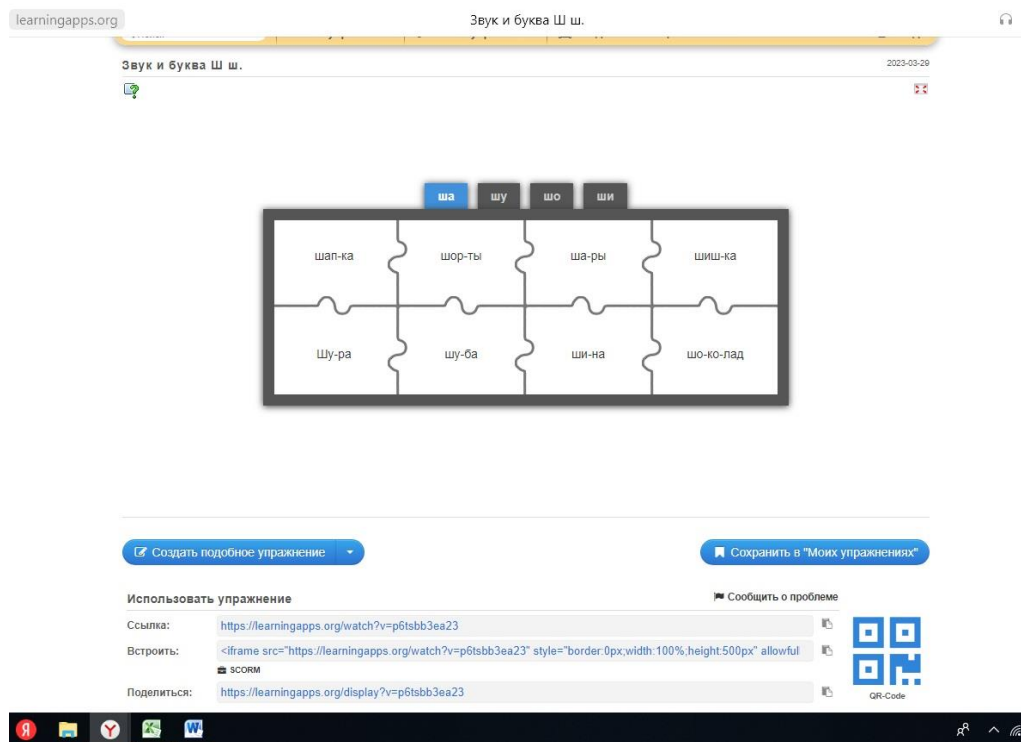 learningapps.org
Звук и буква Ш ш.
Звук и буква Ш ш.
2023-03-29
ша шу шо ши
шап-ка шор-ты ша-ры шиш-ка
Шу-ра шу-ба ши-на шо-ко-лад
Создать подобное упражнение
Сохранить в "Моих упражнениях"
Использовать упражнение
Сообщить о проблеме
Ссылка: https://learningapps.org/watch?v=p6tsbb3ea23
Встроить: <iframe src="https://learningapps.org/watch?v=p6tsbb3ea23" style="border:0px;width:100%;height:500px" allowful
SCORM
Поделиться: https://learningapps.org/display?v=p6tsbb3ea23
QR-Code